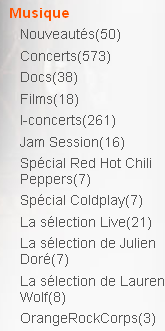 Musique
Nouveautés(50)
Concerts(573)
Docs(38)
Films(18)
I-concerts(261)
Jam Session(16)
Spécial Red Hot Chili
Peppers(7)
Spécial Coldplay(7)
La sélection Live(21)
La sélection de Julien
Doré(7)
La sélection de Lauren
Wolf(8)
OrangeRockCorps(3)